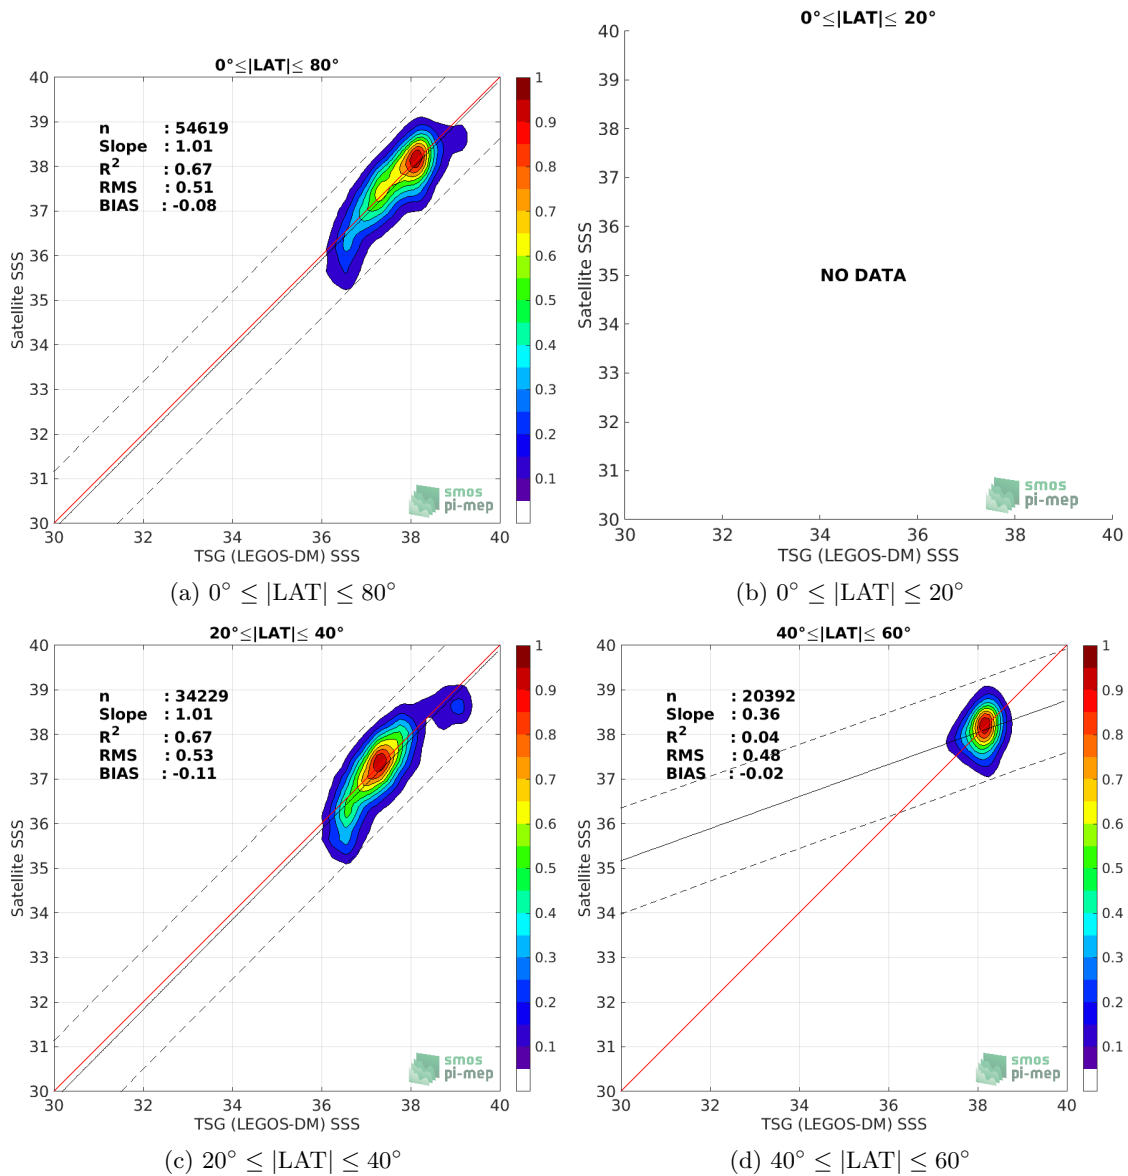 0°≤|LAT|≤ 80°
40
39
38
37
36
35
34
33
32
31
30
Satellite SSS
n : 54619
Slope : 1.01
R2 : 0.67
RMS : 0.51
BIAS : -0.08
smos
pi-mep
30 32 34 36 38 40
TSG (LEGOS-DM) SSS
1
0.9
0.8
0.7
0.6
0.5
0.4
0.3
0.2
0.1
(a) 0° ≤ |LAT| ≤ 80°
0°≤|LAT|≤ 20°
40
39
38
37
36
35
34
33
32
31
30
Satellite SSS
NO DATA
smos
pi-mep
30 32 34 36 38 40
TSG (LEGOS-DM) SSS
(b) 0° ≤ |LAT| ≤ 20°
20°≤|LAT|≤ 40°
40
39
38
37
36
35
34
33
32
31
30
Satellite SSS
n : 34229
Slope : 1.01
R2 : 0.67
RMS : 0.53
BIAS : -0.11
smos
pi-mep
30 32 34 36 38 40
TSG (LEGOS-DM) SSS
1
0.9
0.8
0.7
0.6
0.5
0.4
0.3
0.2
0.1
(c) 20° ≤ |LAT| ≤ 40°
40°≤|LAT|≤ 60°
40
39
38
37
36
35
34
33
32
31
30
Satellite SSS
n : 20392
Slope : 0.36
R2 : 0.04
RMS : 0.48
BIAS : -0.02
smos
pi-mep
30 32 34 36 38 40
TSG (LEGOS-DM) SSS
1
0.9
0.8
0.7
0.6
0.5
0.4
0.3
0.2
0.1
(d) 40° ≤ |LAT| ≤ 60°